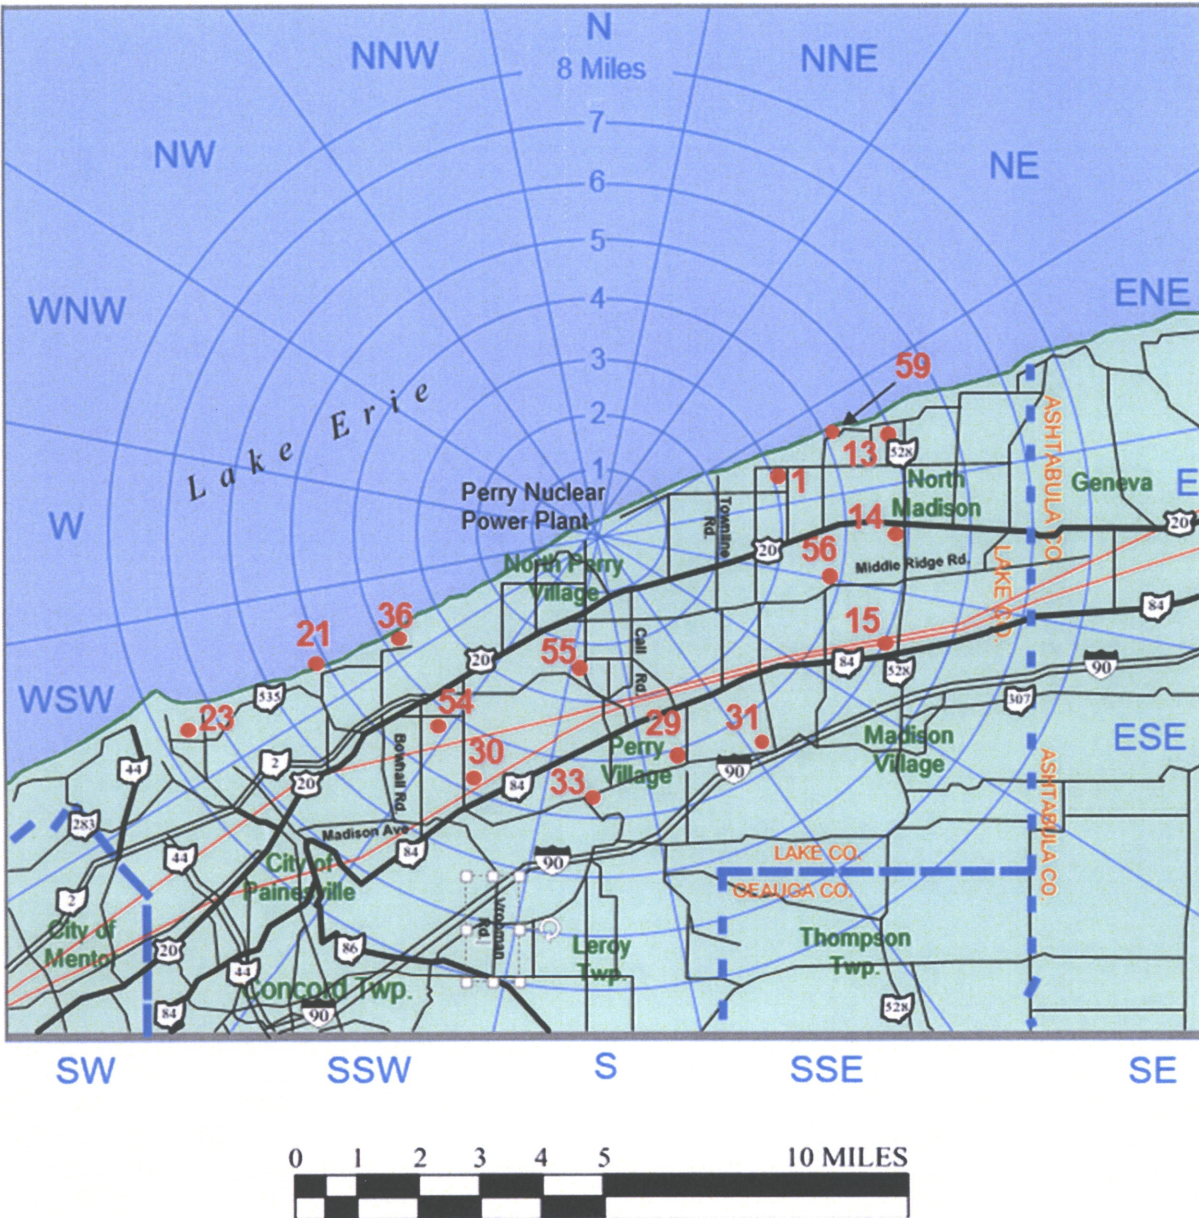 N
NNW
8 Miles
NNE
7
NW
NE
6
5
WNW
4
ENE
3
59
Lake Erie
2
ASHTABULA CO.
13
528
1
1
North
Madison
Geneva
E
Perry Nuclear
Power Plant
W
14
20
Townline
Rd.
20
56
Middle Ridge Rd.
North Perry
Village
LAKE CO.
84
36
15
21
55
Call Rd.
20
84
528
90
WSW
535
307
54
23
29
31
ESE
Madison
Village
Perry
Village
Bowhall Rd
44
2
30
90
20
84
33
ASHTABULA CO.
283
Madison Ave
84
44
90
LAKE CO.
City of
Painesville
GEAUGA CO.
2
Vrooman
Rd.
City of
Mento
20
86
Leroy
Twp.
Thompson
Twp.
44
Concord Twp.
84
90
528
SW
SSW
S
SSE
SE
0 1 2 3 4 5 10 MILES